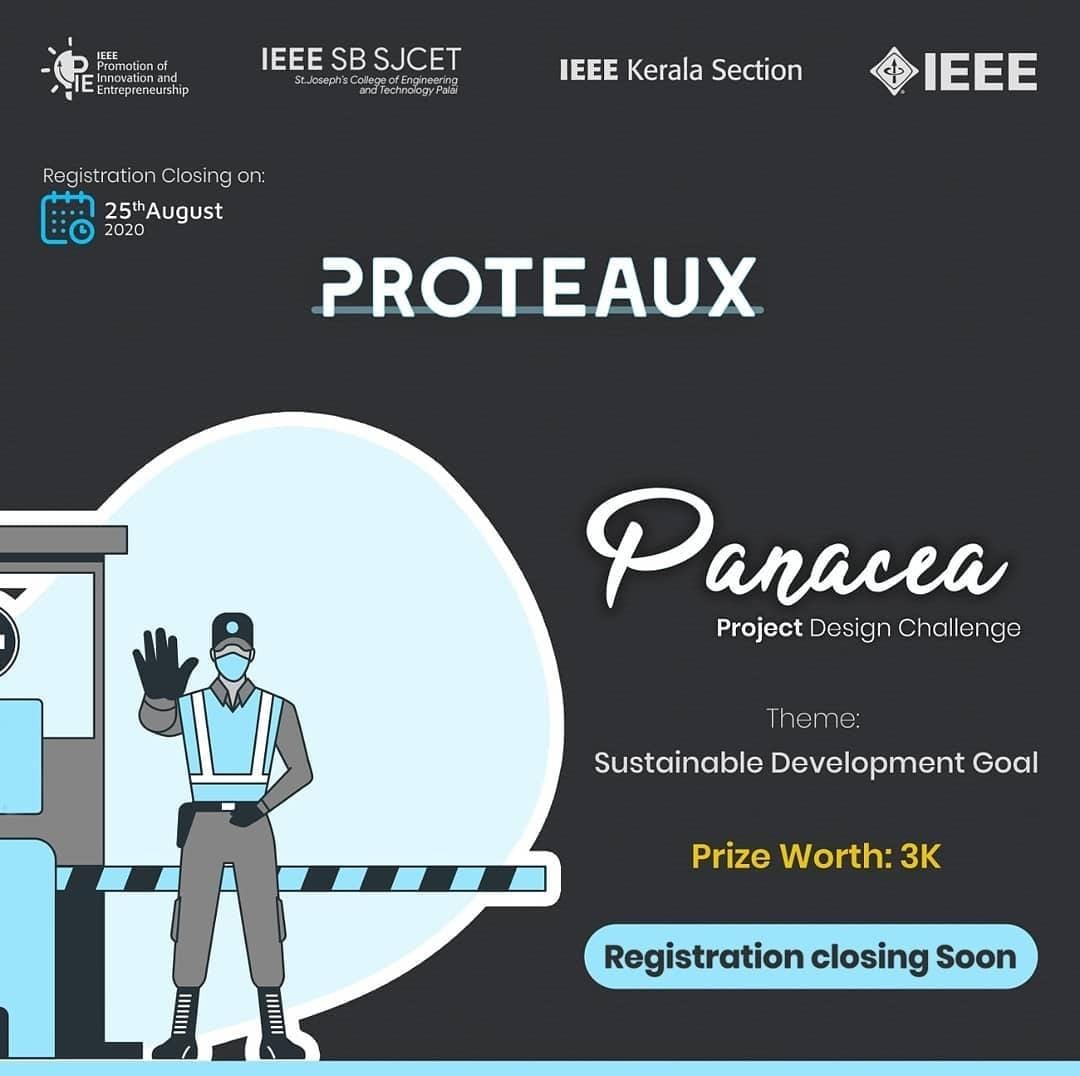 IEEE
Promotion of
Innovation and
Entrepreneurship
PIE
IEEE SB SJCET
St.Joseph's College of Engineering
and Technology Palai
IEEE Kerala Section
IEEE
Registration Closing on:
25th August
2020
PROTEAUX
Panacea
Project Design Challenge
Theme:
Sustainable Development Goal
Prize Worth: 3K
Registration closing Soon